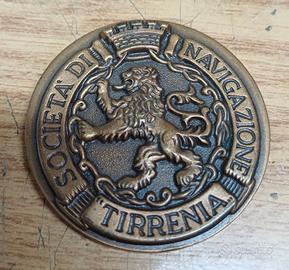 SOCIETA' DI NAVIGAZIONE
"TIRRENIA"